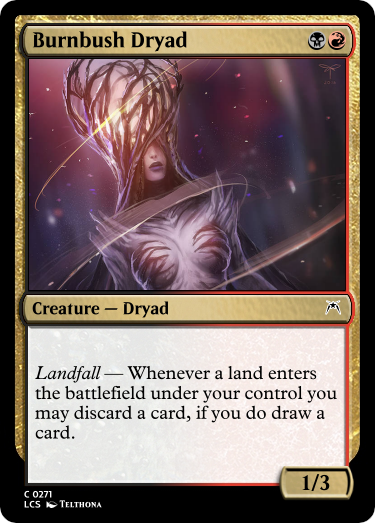 Burnbush Dryad
Creature — Dryad
Landfall — Whenever a land enters
the battlefield under your control you
may discard a card, if you do draw a
card.
1/3
C 0271
LCS Telthona